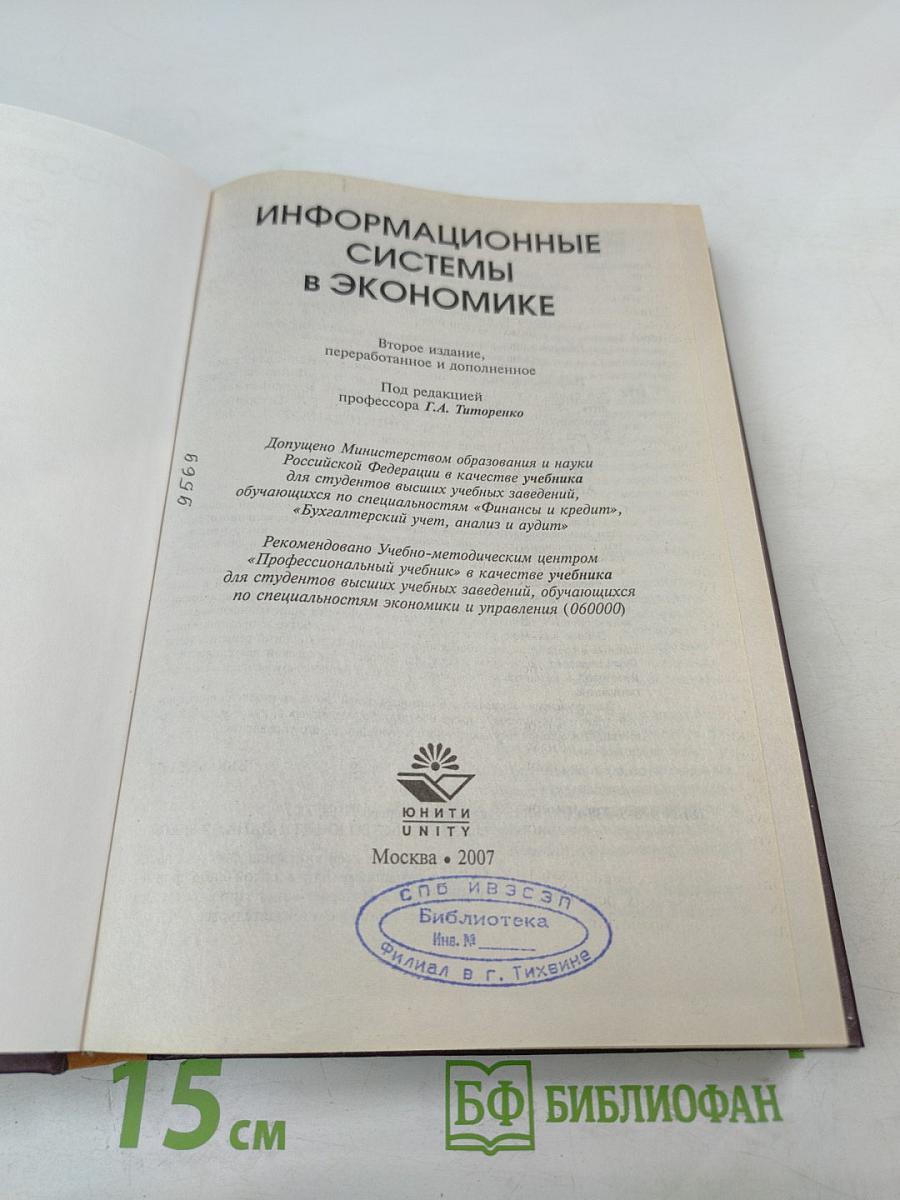 ИНФОРМАЦИОННЫЕ
СИСТЕМЫ
в ЭКОНОМИКЕ
Второе издание,
переработанное и дополненное
Под редакцией
профессора Г.А. Титоренко
Допущено Министерством образования и науки
Российской Федерации в качестве учебника
для студентов высших учебных заведений,
обучающихся по специальностям «Финансы и кредит»,
«Бухгалтерский учет, анализ и аудит»
Рекомендовано Учебно-методическим центром
«Профессиональный учебник» в качестве учебника
для студентов высших учебных заведений, обучающихся
по специальностям экономики и управления (060000)
9569
ЮНИТИ
UNITY
Москва • 2007
СПБ ИВЭСЭП
Библиотека
Инв. №
Филиал в г. Тихвине
15 см
БФ БИБЛИОФАН